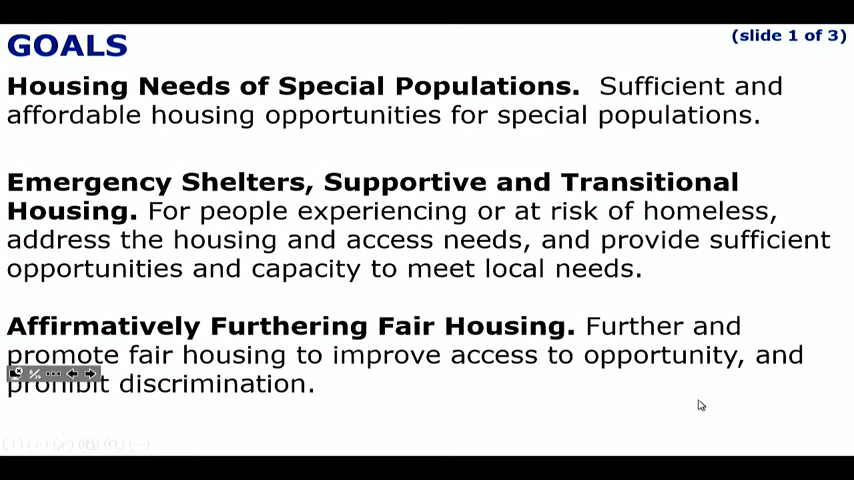 GOALS
(slide 1 of 3)
Housing Needs of Special Populations. Sufficient and
affordable housing opportunities for special populations.
Emergency Shelters, Supportive and Transitional
Housing. For people experiencing or at risk of homeless,
address the housing and access needs, and provide sufficient
opportunities and capacity to meet local needs.
Affirmatively Furthering Fair Housing. Further and
promote fair housing to improve access to opportunity, and
prohibit discrimination.